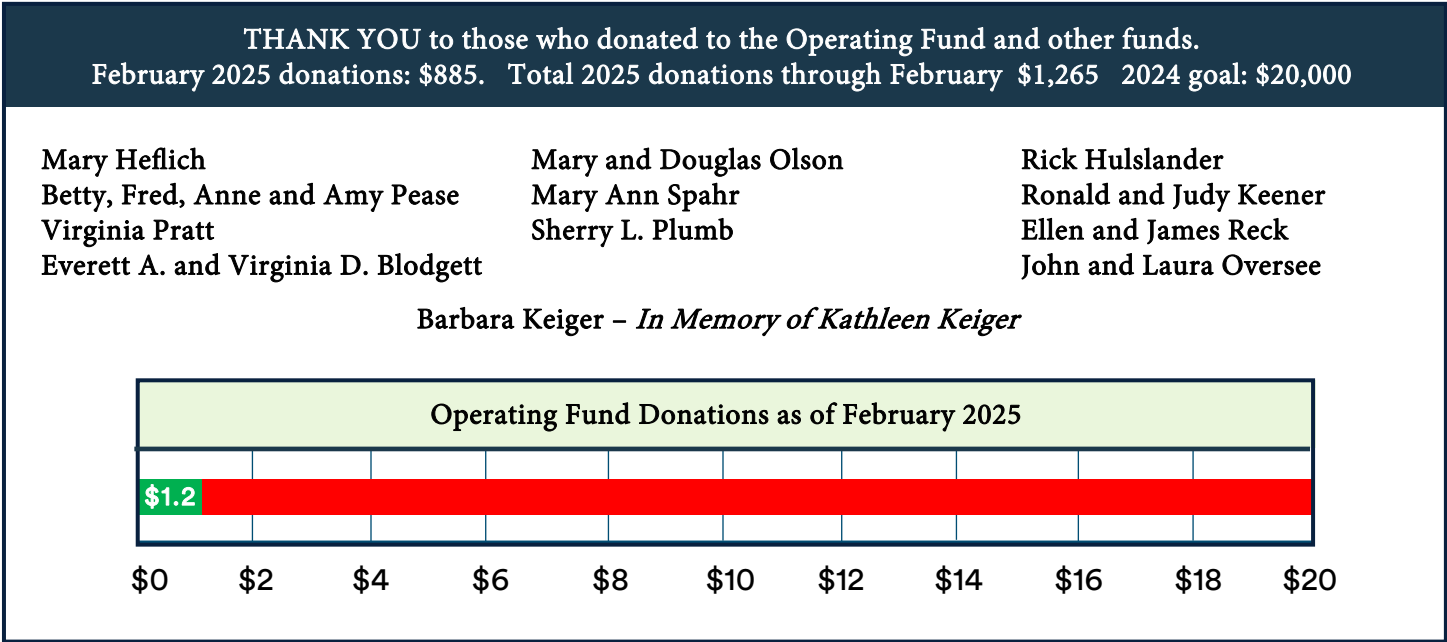 THANK YOU to those who donated to the Operating Fund and other funds.
February 2025 donations: $885. Total 2025 donations through February $1,265 2024 goal: $20,000
Mary Heflich
Betty, Fred, Anne and Amy Pease
Virginia Pratt
Everett A. and Virginia D. Blodgett
Mary and Douglas Olson
Mary Ann Spahr
Sherry L. Plumb
Rick Hulslander
Ronald and Judy Keener
Ellen and James Reck
John and Laura Oversee
Barbara Keiger – In Memory of Kathleen Keiger
Operating Fund Donations as of February 2025
$1.2
$0 $2 $4 $6 $8 $10 $12 $14 $16 $18 $20